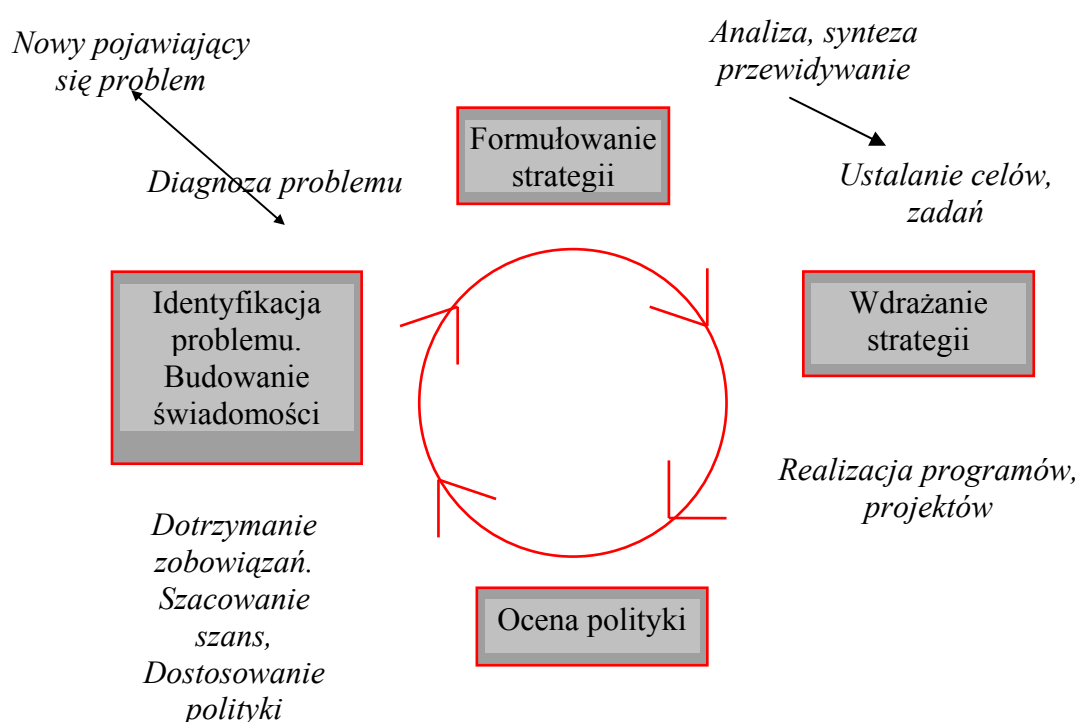 Nowy pojawiający
się problem
Analiza, synteza
przewidywanie
Formułowanie
strategii
Diagnoza problemu
Ustalanie celów,
zadań
Identyfikacja
problemu.
Budowanie
świadomości
Wdrażanie
strategii
Realizacja programów,
projektów
Dotrzymanie
zobowiązań.
Szacowanie
szans,
Dostosowanie
polityki
Ocena polityki